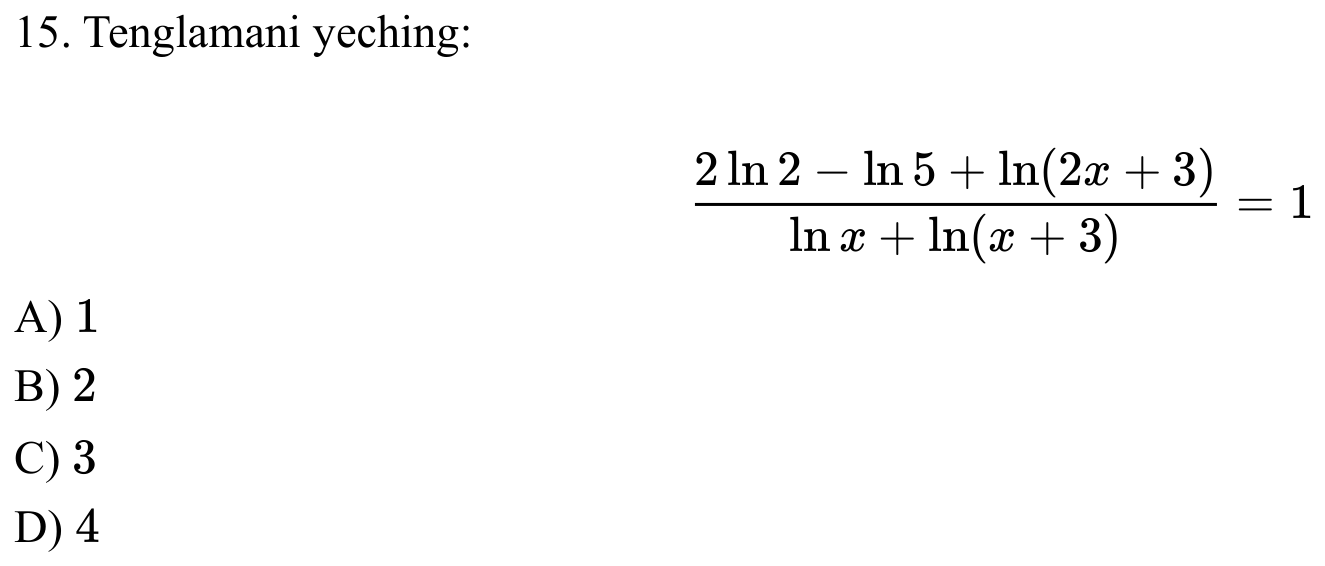 15. Tenglamani yeching:
\frac{2 \ln 2 - \ln 5 + \ln(2x + 3)}{\ln x + \ln(x + 3)} = 1
A) 1
B) 2
C) 3
D) 4